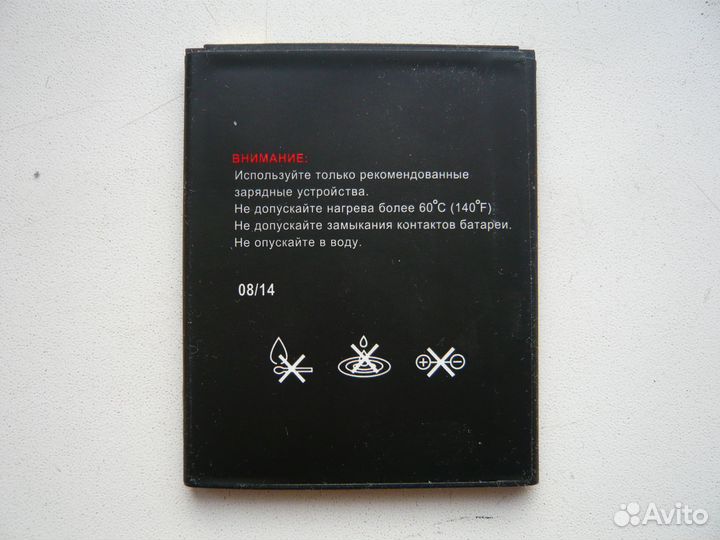 ВНИМАНИЕ:
Используйте только рекомендованные
зарядные устройства.
Не допускайте нагрева более 60°C (140°F)
Не допускайте замыкания контактов батареи.
Не опускайте в воду.
08/14
Avito